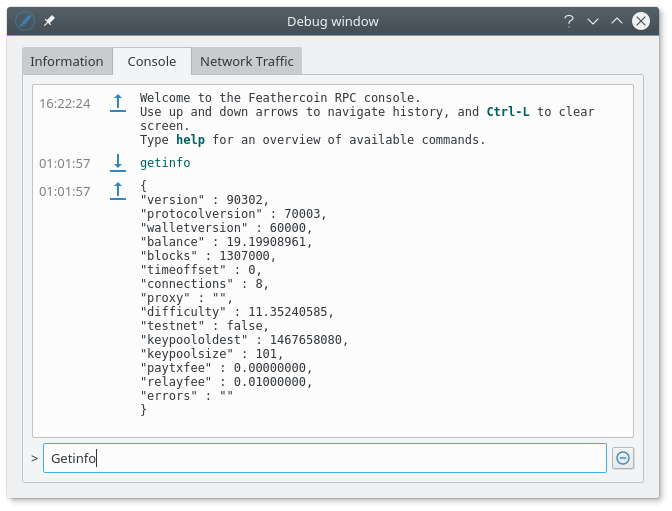 Debug window
Information
Console
Network Traffic
16:22:24
Welcome to the Feathercoin RPC console.
Use up and down arrows to navigate history, and Ctrl-L to clear
screen.
Type help for an overview of available commands.
01:01:57
getinfo
01:01:57
{
"version" : 90302,
"protocolversion" : 70003,
"walletversion" : 60000,
"balance" : 19.19908961,
"blocks" : 1307000,
"timeoffset" : 0,
"connections" : 8,
"proxy" : "",
"difficulty" : 11.35240585,
"testnet" : false,
"keypoololdest" : 1467658080,
"keypoolsize" : 101,
"paytxfee" : 0.00000000,
"relayfee" : 0.01000000,
"errors" : ""
}
> Getinfo